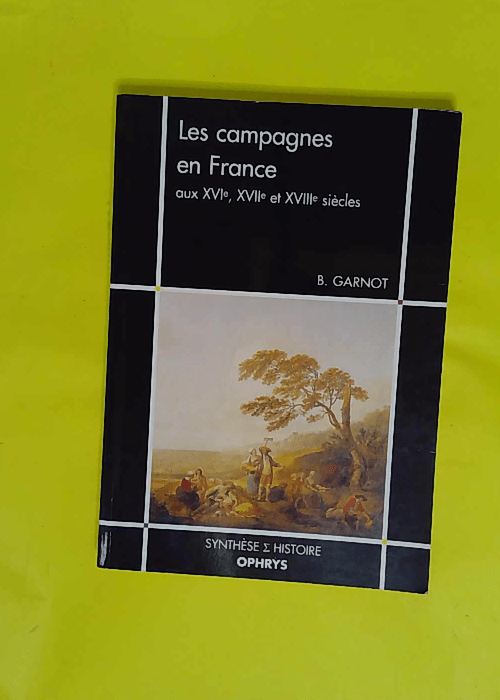 Les campagnes
en France
aux XVIe, XVIIe et XVIIIe siècles
B. GARNOT
SYNTHÈSE Σ HISTOIRE
OPHRYS